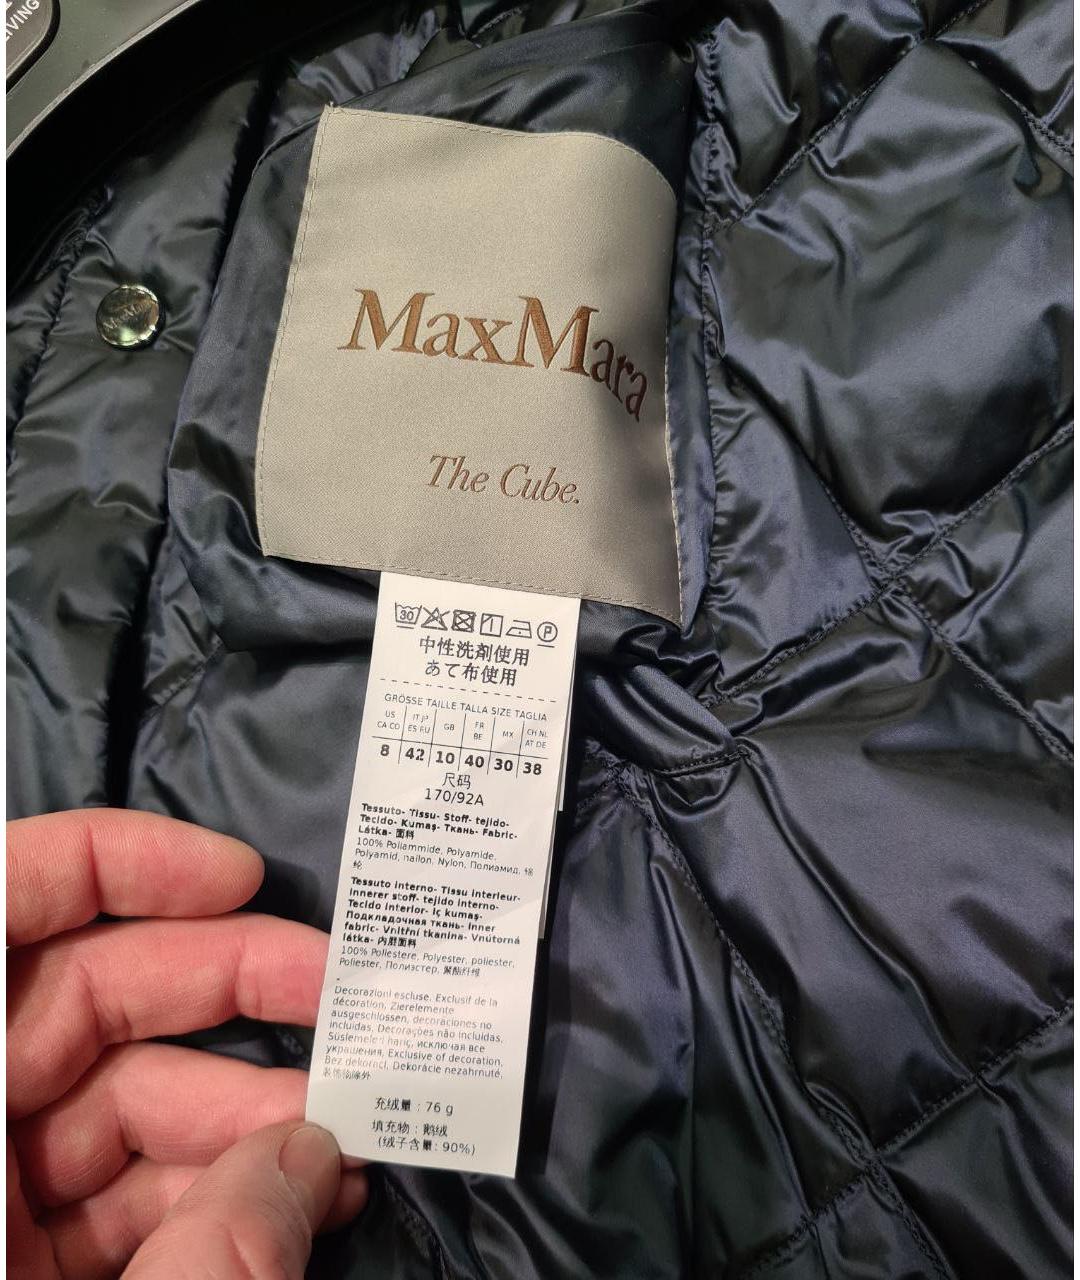 LIVING
MaxMara
The Cube.
30 P
中性洗剤使用
あて布使用
GRÖSSE TAILLE TALLA SIZE TAGLIA
US CA CO IT JP ES RU GB FR BE MX CH NL AT DE
8 42 10 40 30 38
尺码
170/92A
Tessuto- Tissu- Stoff- tejido-
Tecido- Kumaş- Ткань- Fabric-
Látka- 面料
100% Poliammide, Polyamide,
Polyamid, nailon, Nylon, Полиамид, 锦
纶
Tessuto interno- Tissu interieur-
Innerer stoff- tejido interno-
Tecido interior- İç kumaş-
Подкладочная ткань- Inner
fabric- Vnitřní tkanina- Vnútorná
látka- 内层面料
100% Poliestere, Polyester, poliester,
Poliester, Полиэстер, 聚酯纤维
-
Decorazioni escluse, Exclusif de la
décoration, Zierelemente
ausgeschlossen, decoraciones no
incluidas, Decorações não incluidas,
Süslemeleri hariç, исключая все
украшения, Exclusive of decoration,
Bez dekorací, Dekorácie nezahrnuté,
装饰物除外
充绒量 : 76 g
填充物 : 鹅绒
(绒子含量: 90%)